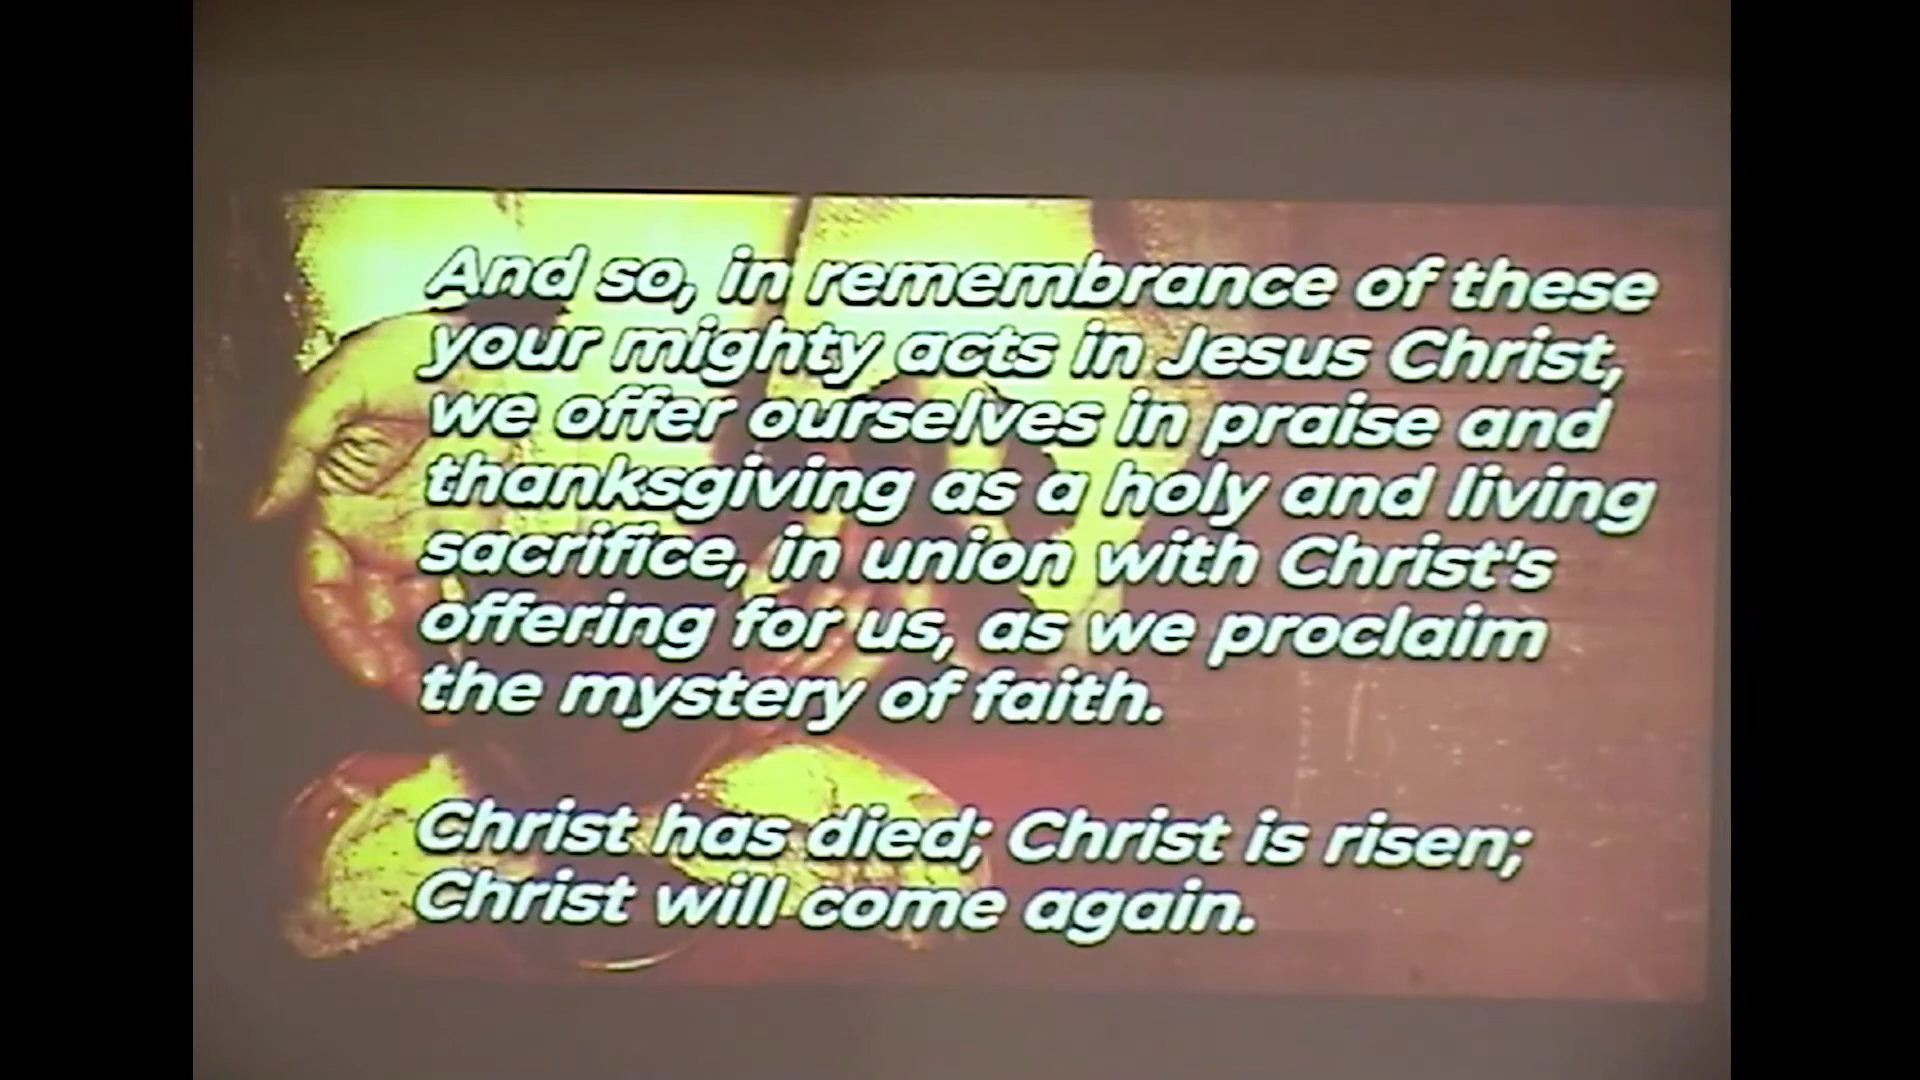 And so, in remembrance of these
your mighty acts in Jesus Christ,
we offer ourselves in praise and
thanksgiving as a holy and living
sacrifice, in union with Christ's
offering for us, as we proclaim
the mystery of faith.
Christ has died; Christ is risen;
Christ will come again.